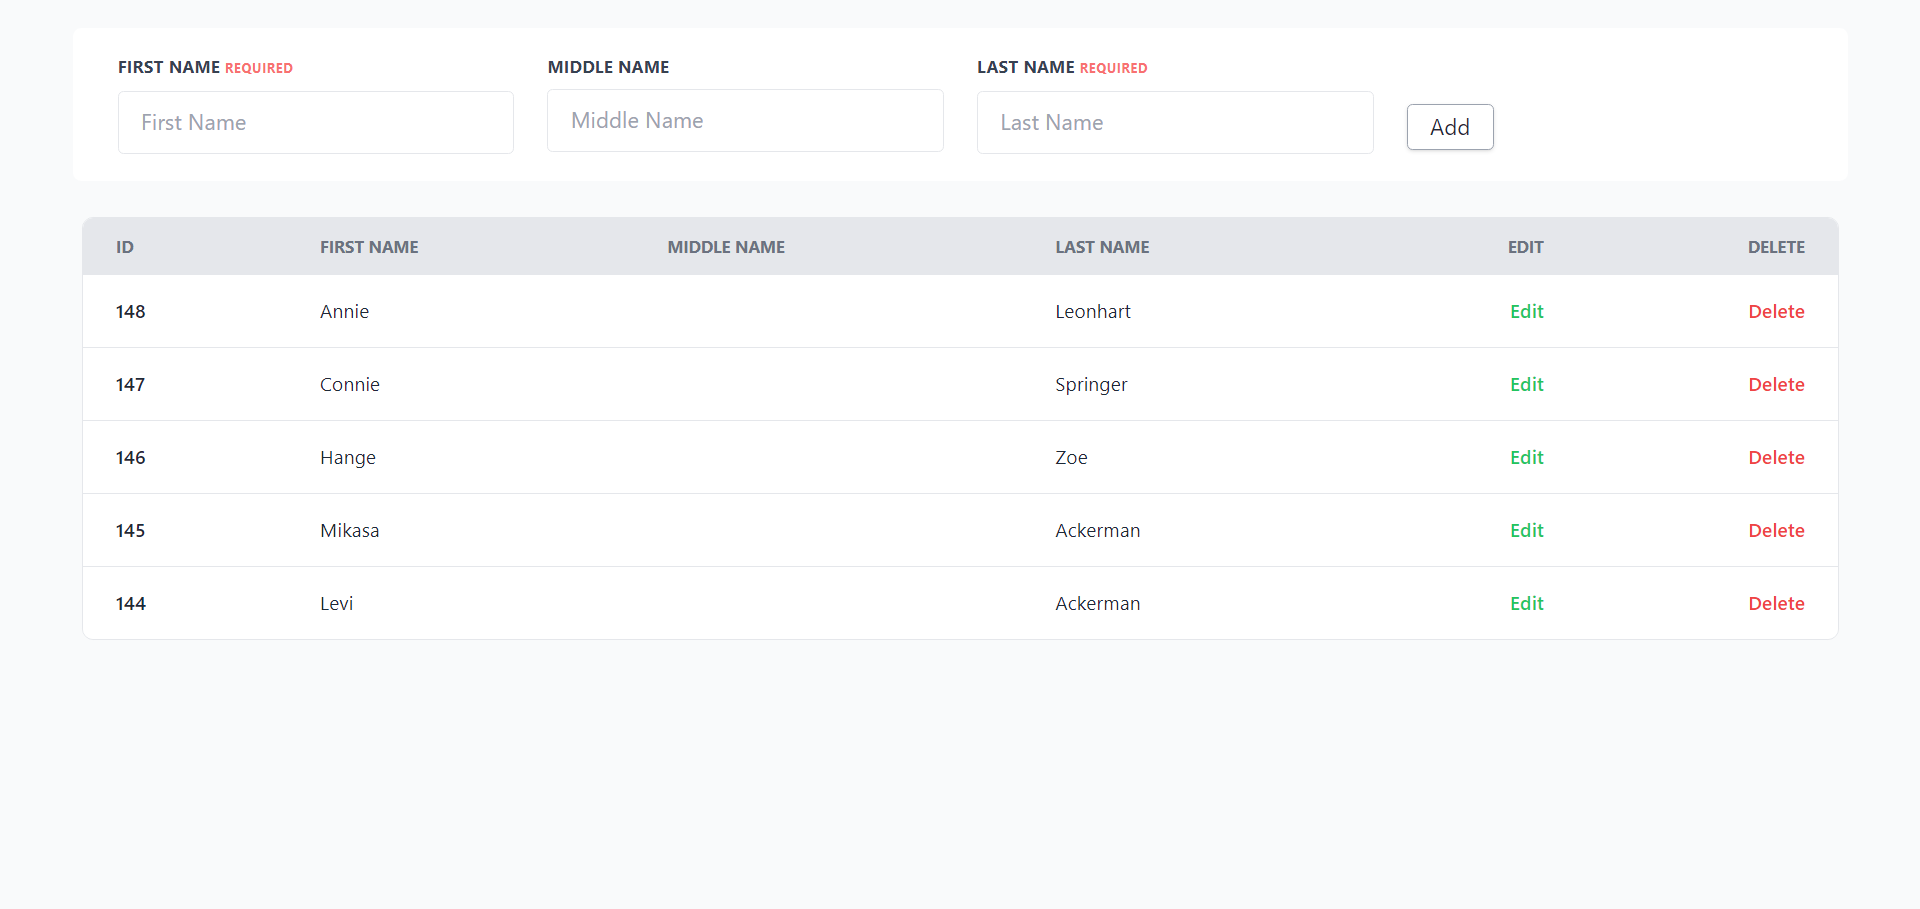 FIRST NAME REQUIRED MIDDLE NAME LAST NAME REQUIRED
First Name Middle Name Last Name Add
ID FIRST NAME MIDDLE NAME LAST NAME EDIT DELETE
148 Annie Leonhart Edit Delete
147 Connie Springer Edit Delete
146 Hange Zoe Edit Delete
145 Mikasa Ackerman Edit Delete
144 Levi Ackerman Edit Delete